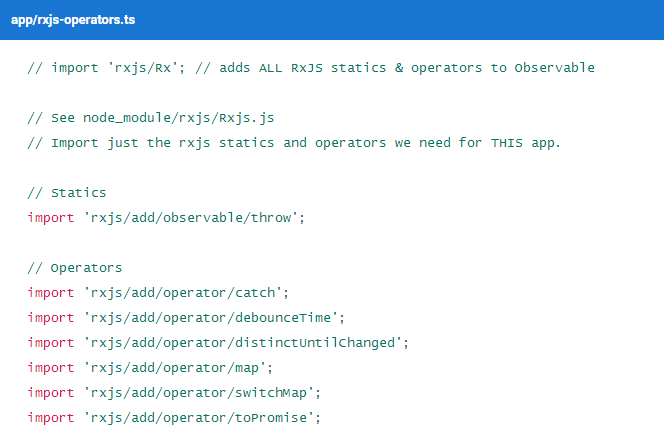 app/rxjs-operators.ts
// import 'rxjs/Rx'; // adds ALL RxJS statics & operators to Observable
// See node_module/rxjs/Rxjs.js
// Import just the rxjs statics and operators we need for THIS app.
// Statics
import 'rxjs/add/observable/throw';
// Operators
import 'rxjs/add/operator/catch';
import 'rxjs/add/operator/debounceTime';
import 'rxjs/add/operator/distinctUntilChanged';
import 'rxjs/add/operator/map';
import 'rxjs/add/operator/switchMap';
import 'rxjs/add/operator/toPromise';